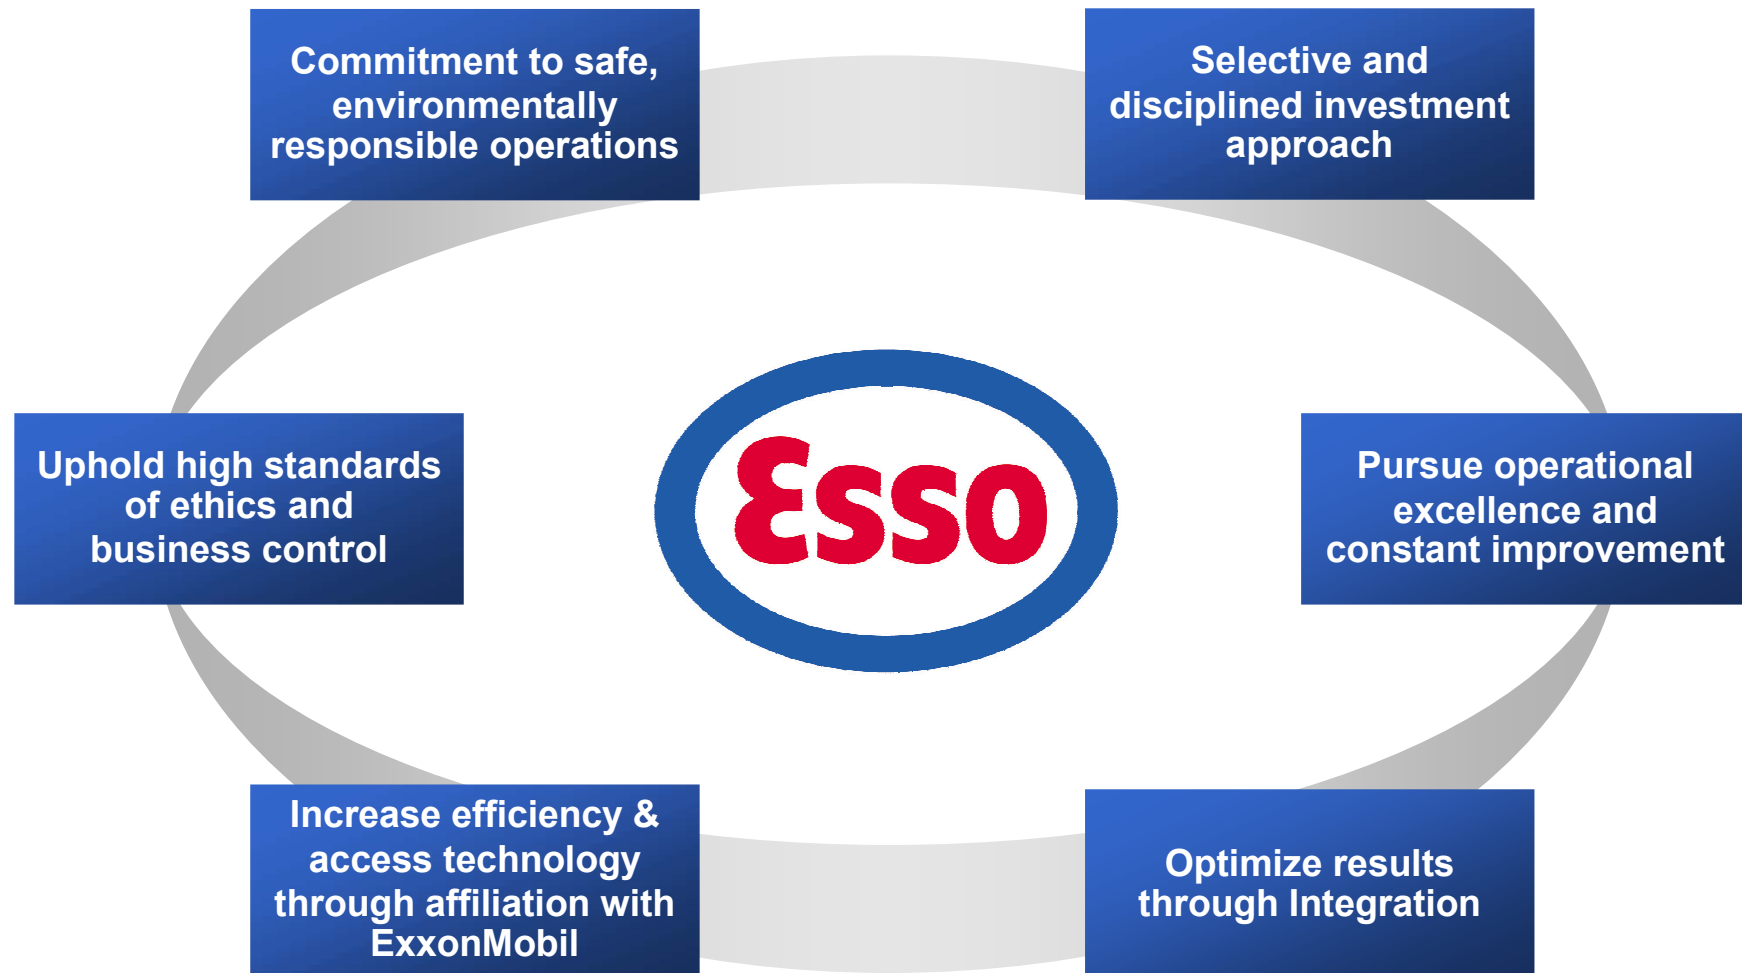 Commitment to safe,
environmentally
responsible operations
Selective and
disciplined investment
approach
Uphold high standards
of ethics and
business control
Esso
Pursue operational
excellence and
constant improvement
Increase efficiency &
access technology
through affiliation with
ExxonMobil
Optimize results
through Integration